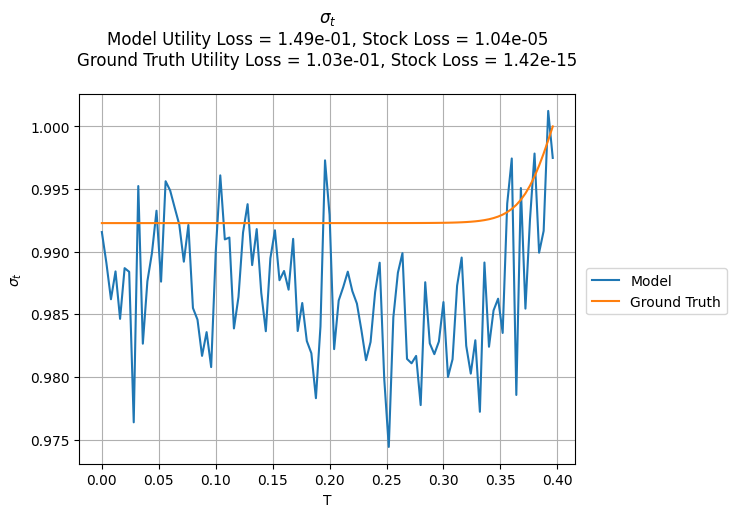 σt
Model Utility Loss = 1.49e-01, Stock Loss = 1.04e-05
Ground Truth Utility Loss = 1.03e-01, Stock Loss = 1.42e-15
1.000
0.995
0.990
0.985
0.980
0.975
σt
0.00 0.05 0.10 0.15 0.20 0.25 0.30 0.35 0.40
T
Model
Ground Truth